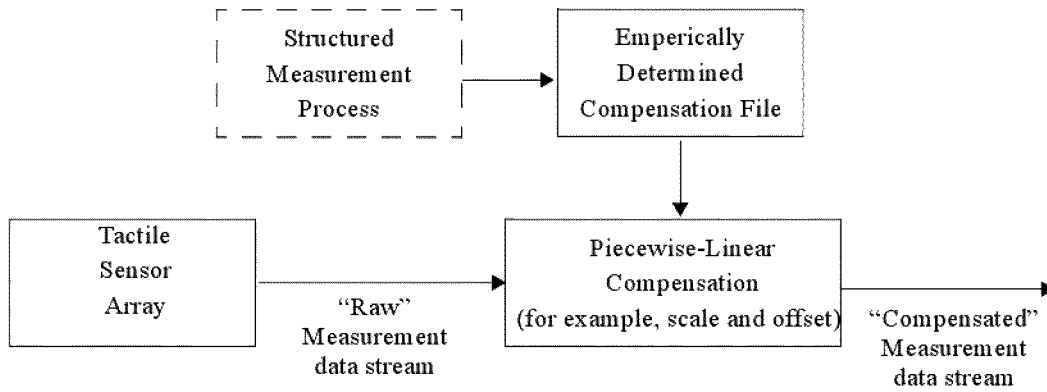 Structured
Measurement
Process
Emperically
Determined
Compensation File
Tactile
Sensor
Array
“Raw”
Measurement
data stream
Piecewise-Linear
Compensation
(for example, scale and offset)
“Compensated”
Measurement
data stream